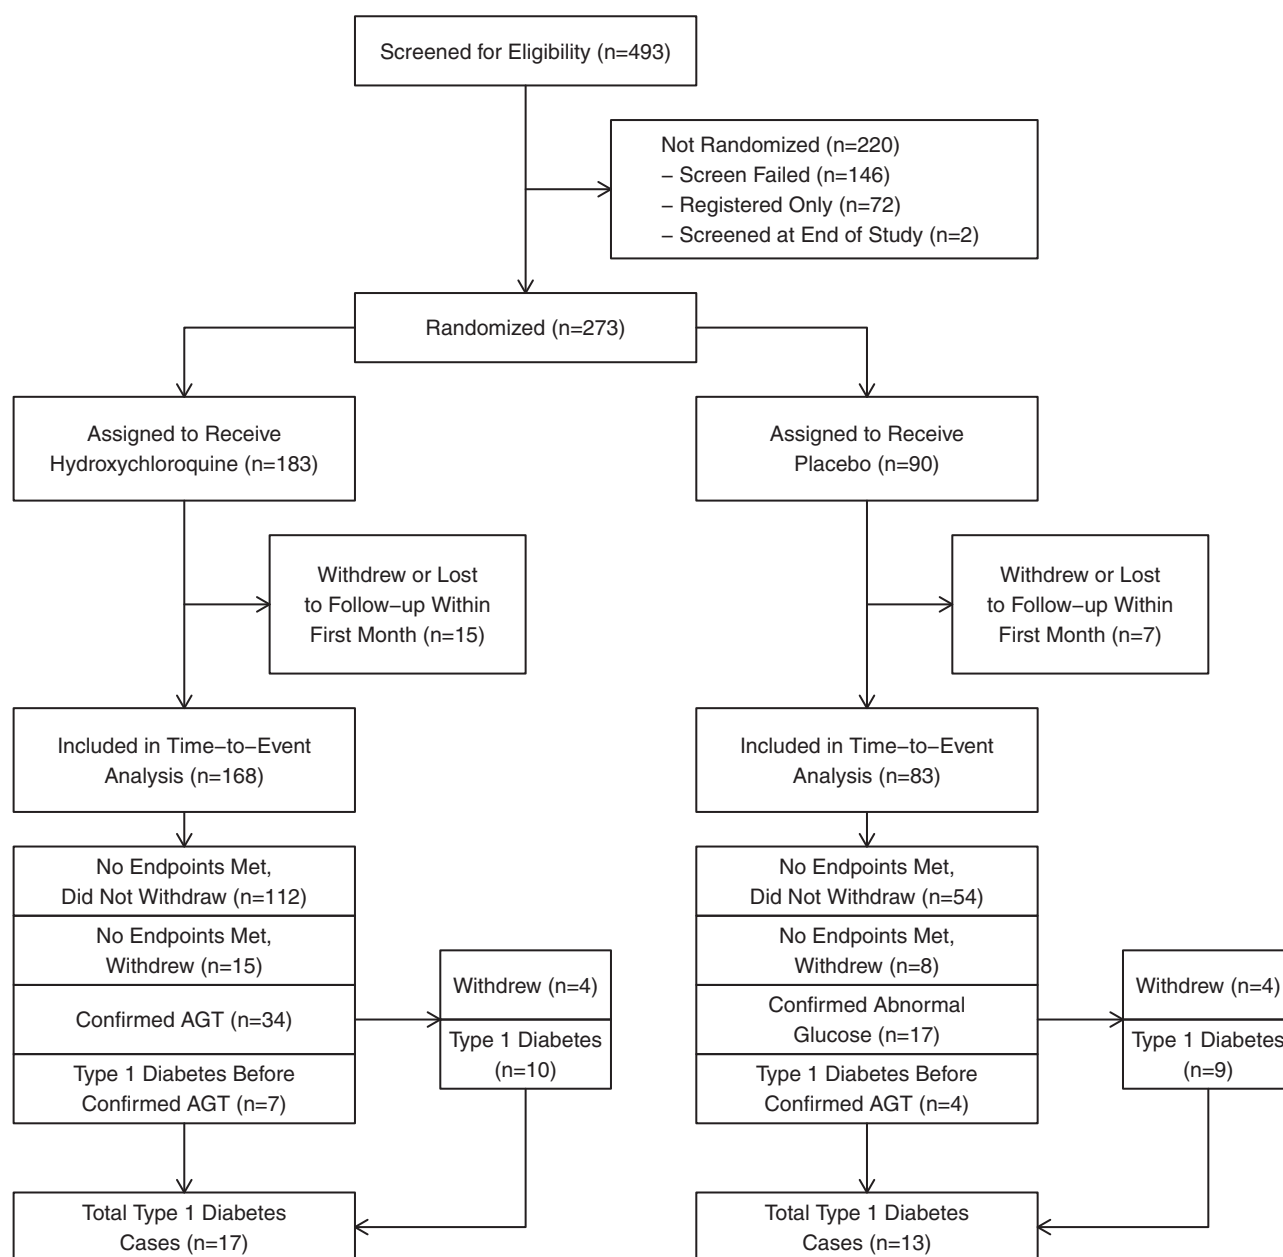 Screened for Eligibility (n=493)
Not Randomized (n=220)
− Screen Failed (n=146)
− Registered Only (n=72)
− Screened at End of Study (n=2)
Randomized (n=273)
Assigned to Receive
Hydroxychloroquine (n=183)
Assigned to Receive
Placebo (n=90)
Withdrew or Lost
to Follow−up Within
First Month (n=15)
Withdrew or Lost
to Follow−up Within
First Month (n=7)
Included in Time−to−Event
Analysis (n=168)
Included in Time−to−Event
Analysis (n=83)
No Endpoints Met,
Did Not Withdraw (n=112)
No Endpoints Met,
Withdrew (n=15)
Confirmed AGT (n=34)
Type 1 Diabetes Before
Confirmed AGT (n=7)
Withdrew (n=4)
Type 1 Diabetes
(n=10)
No Endpoints Met,
Did Not Withdraw (n=54)
No Endpoints Met,
Withdrew (n=8)
Confirmed Abnormal
Glucose (n=17)
Type 1 Diabetes Before
Confirmed AGT (n=4)
Withdrew (n=4)
Type 1 Diabetes
(n=9)
Total Type 1 Diabetes
Cases (n=17)
Total Type 1 Diabetes
Cases (n=13)